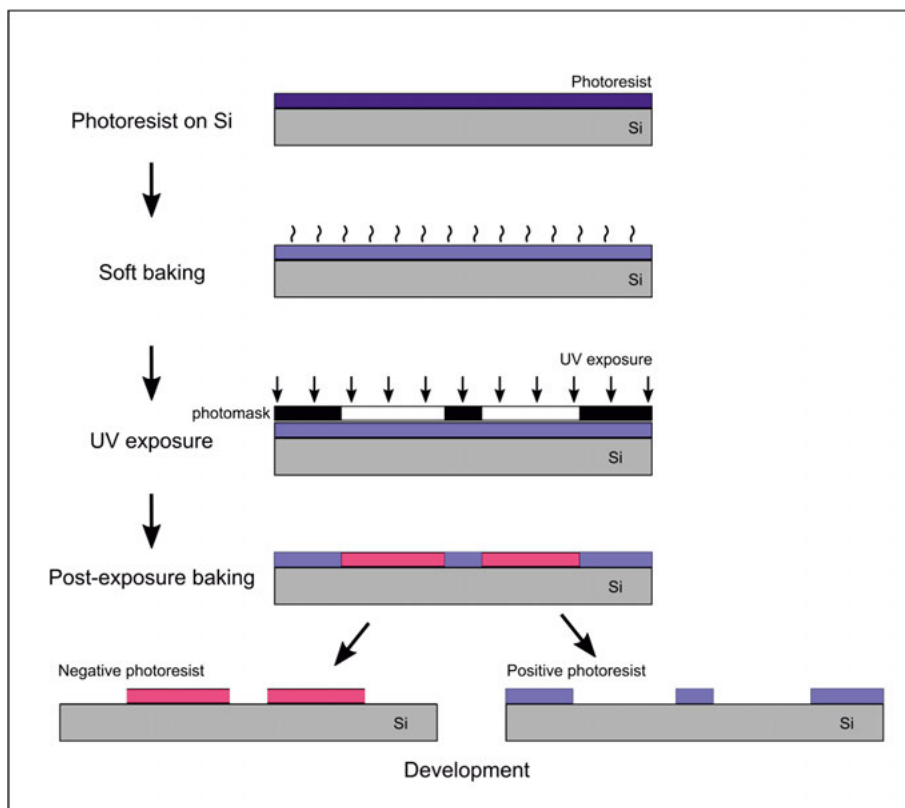 Photoresist
Photoresist on Si
Si
Soft baking
Si
UV exposure
photomask
UV exposure
Si
Post-exposure baking
Si
Negative photoresist
Positive photoresist
Si
Si
Development